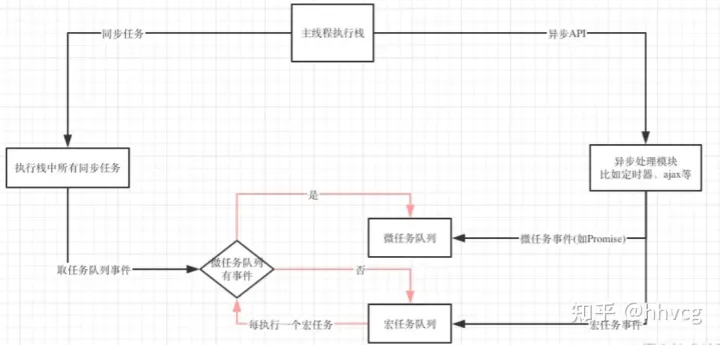 同步任务
主线程执行栈
异步API
执行栈中所有同步任务
异步处理模块
比如定时器、ajax等
是
微任务队列
微任务事件(如Promise)
取任务队列事件
微任务队列
有事件
否
每执行一个宏任务
宏任务队列
宏任务事件
知乎 @hhvcg